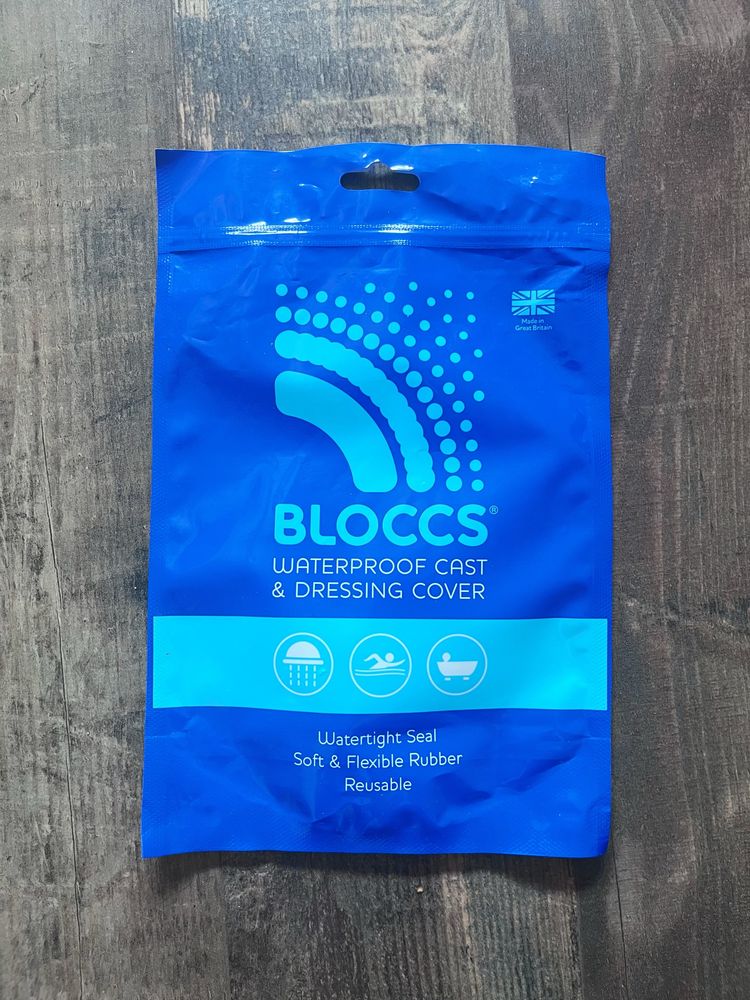 Made in
Great Britain
BLOCCS®
WATERPROOF CAST
& DRESSING COVER
Watertight Seal
Soft & Flexible Rubber
Reusable